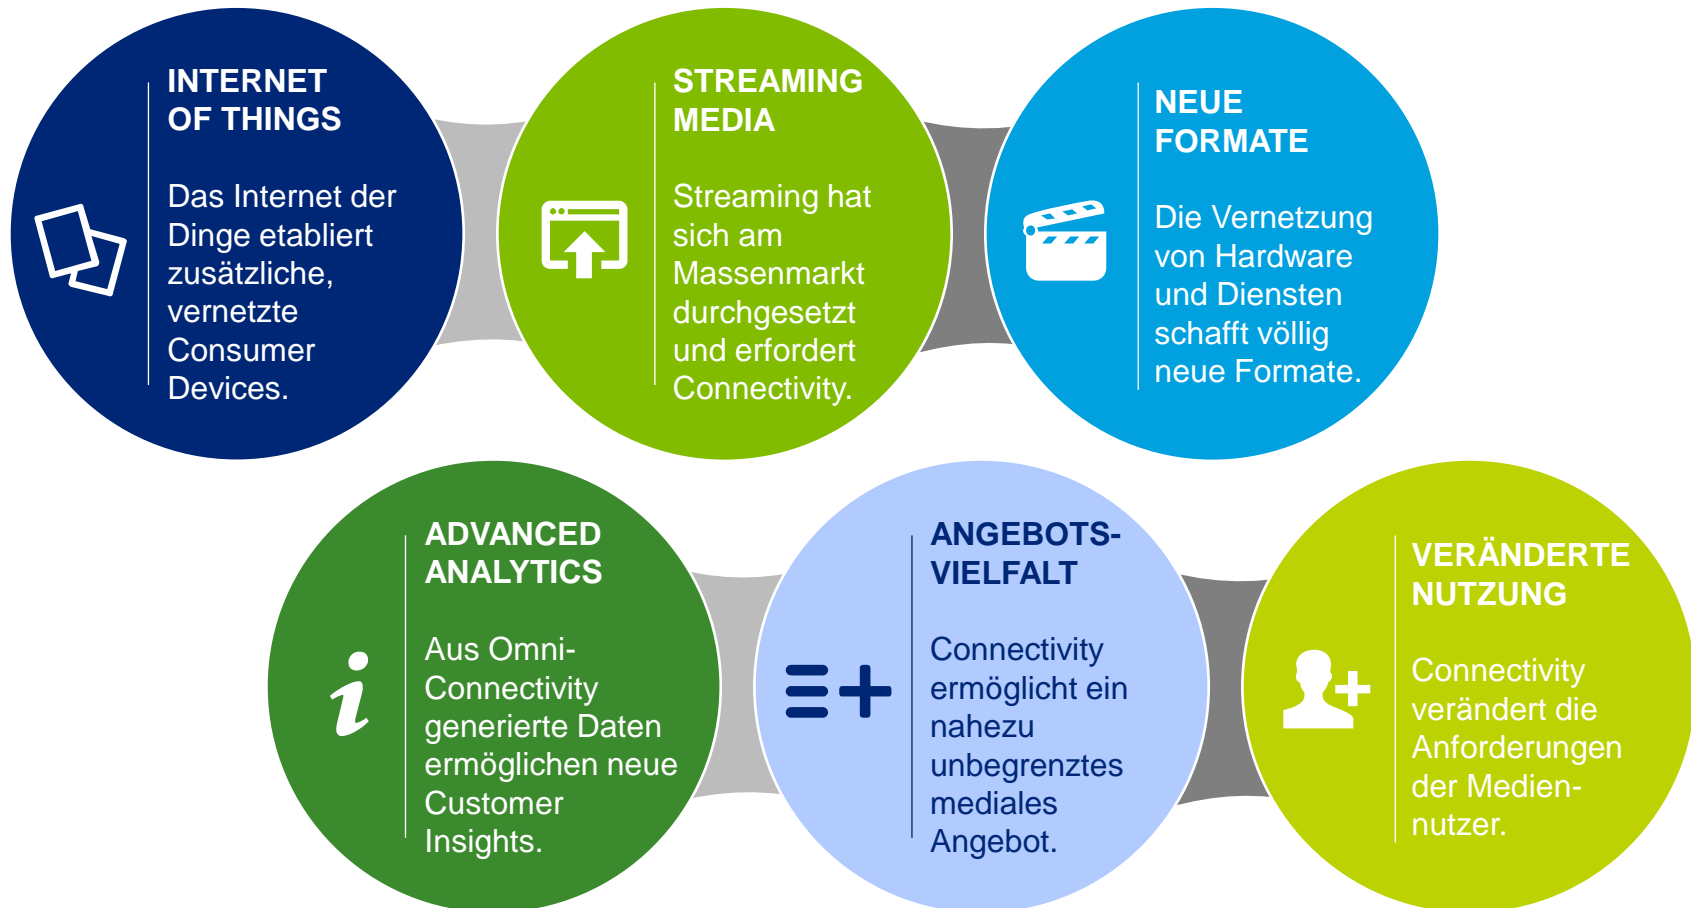 INTERNET
OF THINGS
Das Internet der
Dinge etabliert
zusätzliche,
vernetzte
Consumer
Devices.
STREAMING
MEDIA
Streaming hat
sich am
Massenmarkt
durchgesetzt
und erfordert
Connectivity.
NEUE
FORMATE
Die Vernetzung
von Hardware
und Diensten
schafft völlig
neue Formate.
ADVANCED
ANALYTICS
Aus Omni-
Connectivity
generierte Daten
ermöglichen neue
Customer
Insights.
ANGEBOTS-
VIELFALT
Connectivity
ermöglicht ein
nahezu
unbegrenztes
mediales
Angebot.
VERÄNDERTE
NUTZUNG
Connectivity
verändert die
Anforderungen
der Medien-
nutzer.